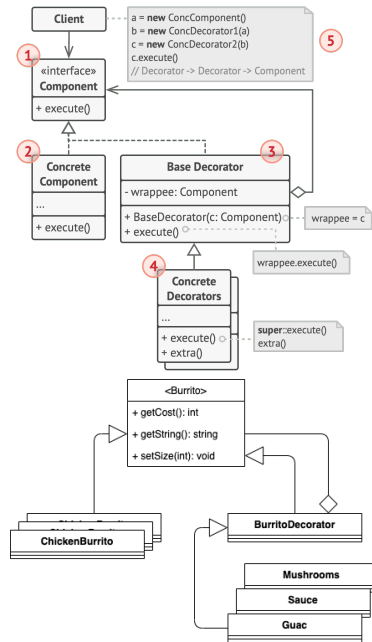 Client
a = new ConcComponent()
b = new ConcDecorator1(a)
c = new ConcDecorator2(b)
c.execute()
// Decorator -> Decorator -> Component
5
1
«interface»
Component
+ execute()
2
Concrete
Component
...
+ execute()
3
Base Decorator
- wrappee: Component
+ BaseDecorator(c: Component)
+ execute()
wrappee = c
wrappee.execute()
4
Concrete
Decorators
...
+ execute()
+ extra()
super::execute()
extra()
<Burrito>
+ getCost(): int
+ getString(): string
+ setSize(int): void
ChickenBurrito
BurritoDecorator
Mushrooms
Sauce
Guac